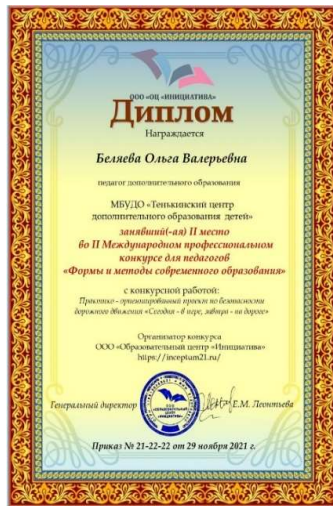 ООО «ОЦ «ИНИЦИАТИВА»
Диплом
Награждается
Беляева Ольга Валерьевна
педагог дополнительного образования
МБУДО «Тенькинский центр
дополнительного образования детей»
занявший(-ая) II место
во II Международном профессиональном
конкурсе для педагогов
«Формы и методы современного образования»
с конкурсной работой:
Практико - ориентированный проект по безопасности
дорожного движения «Сегодня - в игре, завтра - на дороге»
Организатор конкурса
ООО «Образовательный центр «Инициатива»
https://inceptum21.ru/
Генеральный директор
Е.М. Леонтьева
Приказ № 21-22-22 от 29 ноября 2021 г.